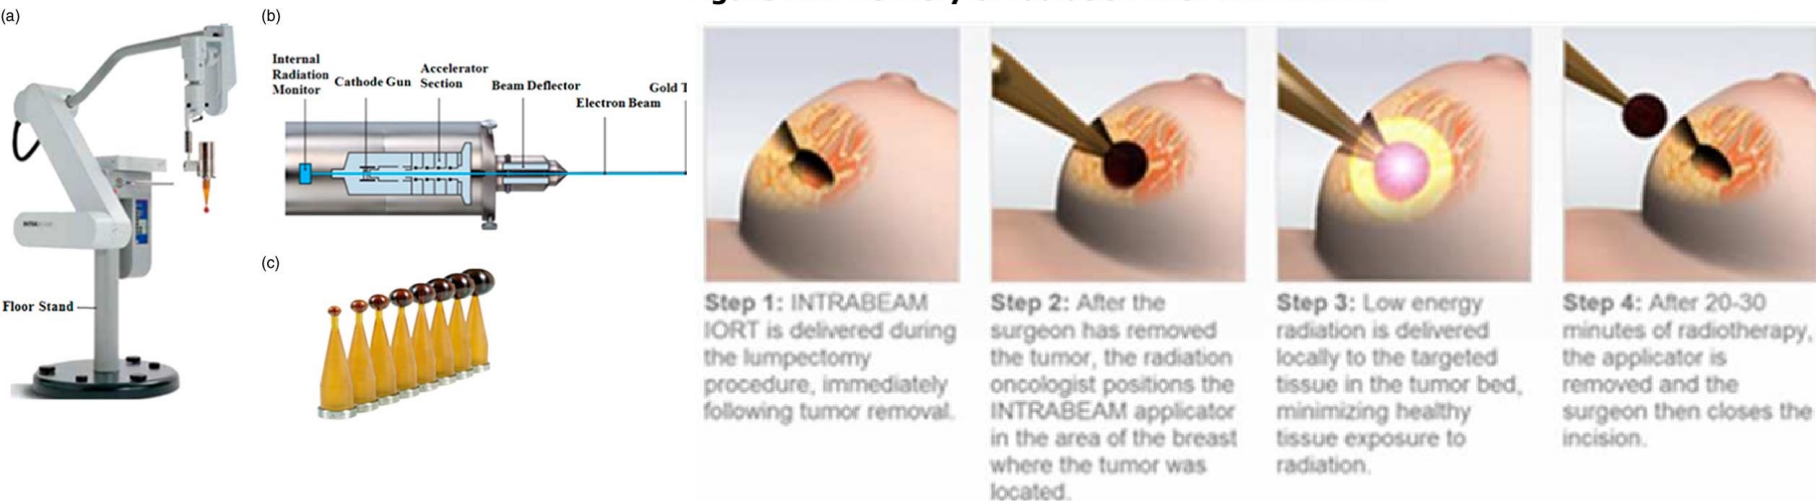 (a)
Floor Stand
(b)
Internal
Radiation
Monitor
Cathode Gun
Accelerator
Section
Beam Deflector
Electron Beam
Gold T
(c)
Step 1: INTRABEAM
IORT is delivered during
the lumpectomy
procedure, immediately
following tumor removal.
Step 2: After the
surgeon has removed
the tumor, the radiation
oncologist positions the
INTRABEAM applicator
in the area of the breast
where the tumor was
located.
Step 3: Low energy
radiation is delivered
locally to the targeted
tissue in the tumor bed,
minimizing healthy
tissue exposure to
radiation.
Step 4: After 20-30
minutes of radiotherapy,
the applicator is
removed and the
surgeon then closes the
incision.